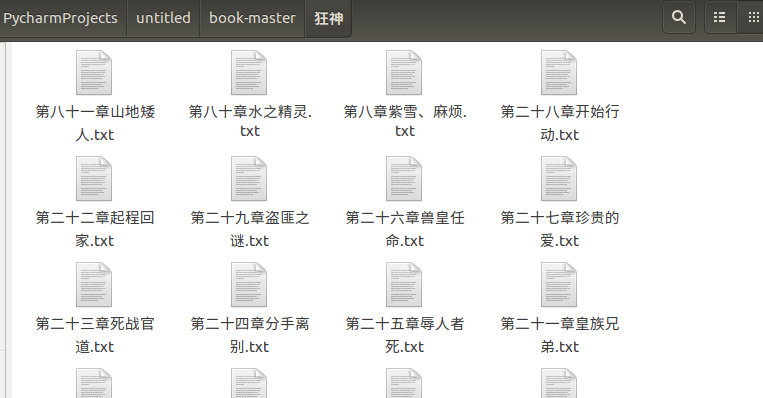 PycharmProjects untitled book-master 狂神
第八十一章山地矮
人.txt
第八十章水之精灵.
txt
第八章紫雪、麻烦.
txt
第二十八章开始行
动.txt
第二十二章起程回
家.txt
第二十九章盗匪之
谜.txt
第二十六章兽皇任
命.txt
第二十七章珍贵的
爱.txt
第二十三章死战官
道.txt
第二十四章分手离
别.txt
第二十五章辱人者
死.txt
第二十一章皇族兄
弟.txt